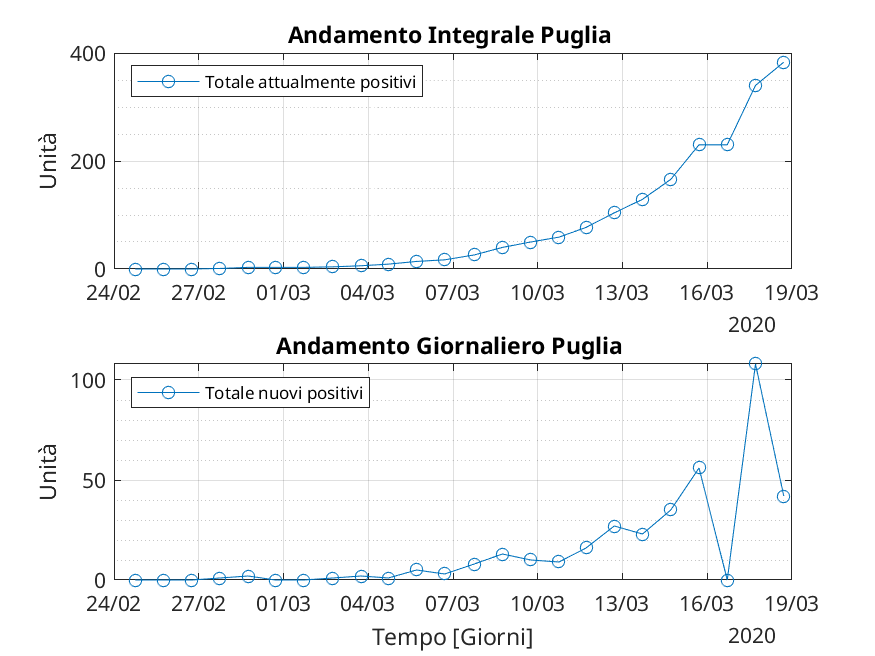 Andamento Integrale Puglia
400
Totale attualmente positivi
200
Unità
0
24/02 27/02 01/03 04/03 07/03 10/03 13/03 16/03 19/03
2020
Andamento Giornaliero Puglia
100
Totale nuovi positivi
50
Unità
0
24/02 27/02 01/03 04/03 07/03 10/03 13/03 16/03 19/03
Tempo [Giorni]
2020